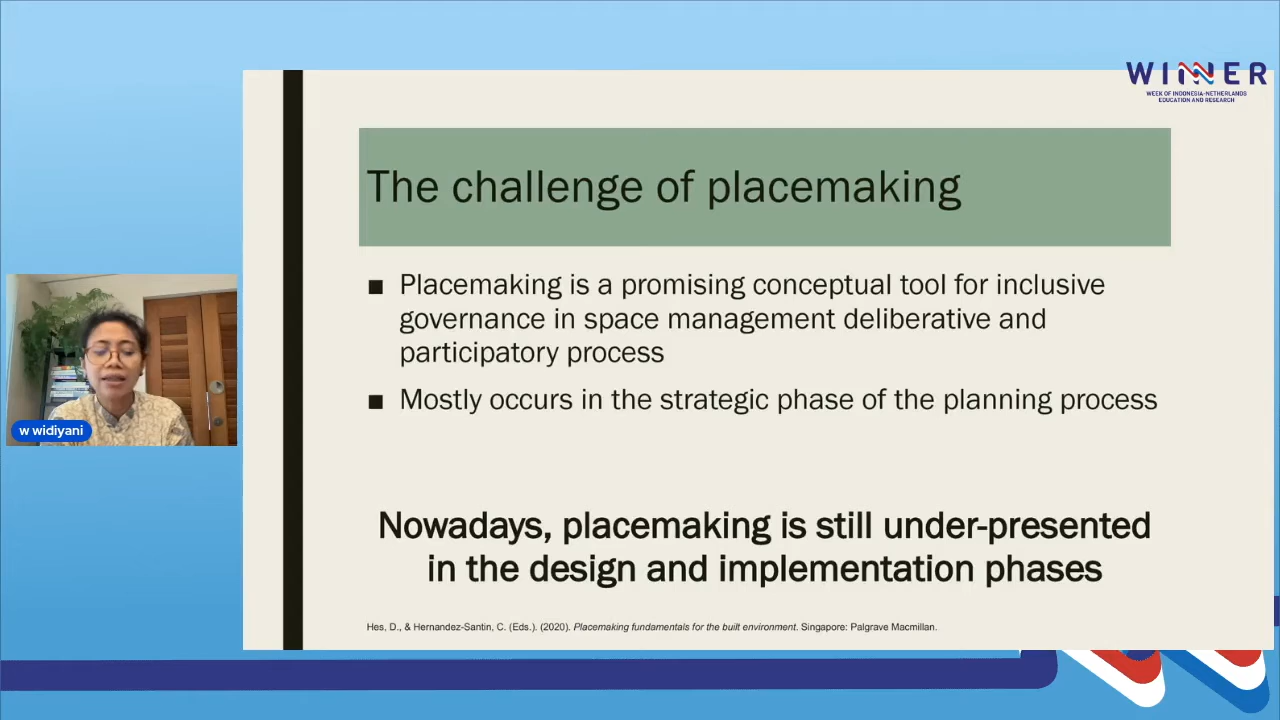 WINNER
WEEK OF INDONESIA-NETHERLANDS
EDUCATION AND RESEARCH
The challenge of placemaking
■ Placemaking is a promising conceptual tool for inclusive
governance in space management deliberative and
participatory process
■ Mostly occurs in the strategic phase of the planning process
w widiyani
Nowadays, placemaking is still under-presented
in the design and implementation phases
Hes, D., & Hernandez-Santin, C. (Eds.). (2020). Placemaking fundamentals for the built environment. Singapore: Palgrave Macmillan.